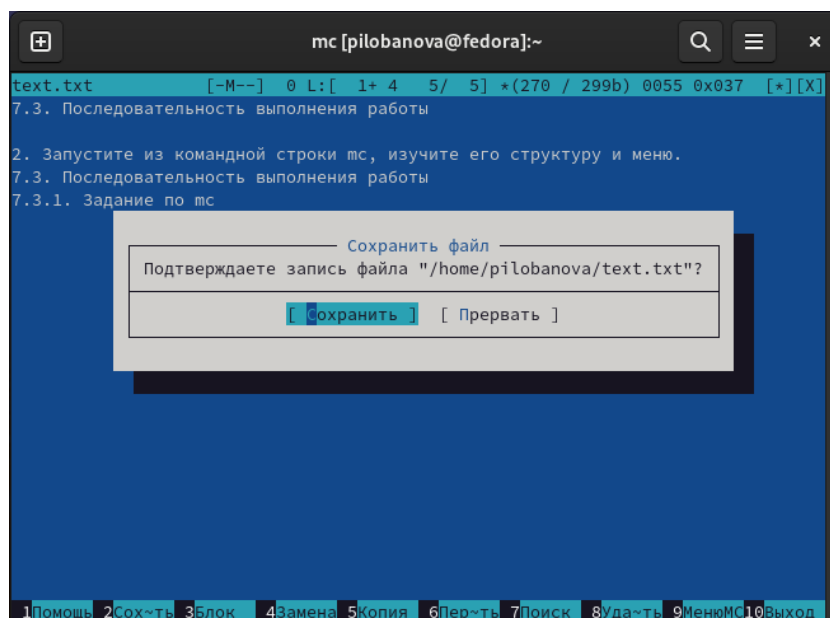 mc [pilobanova@fedora]:~
text.txt [-M--] 0 L:[ 1+ 4 5/ 5] *(270 / 299b) 0055 0x037 [*][X]
7.3. Последовательность выполнения работы
2. Запустите из командной строки mc, изучите его структуру и меню.
7.3. Последовательность выполнения работы
7.3.1. Задание по mc
Сохранить файл
Подтверждаете запись файла "/home/pilobanova/text.txt"?
[ Сохранить ] [ Прервать ]
1Помощь 2Сох~ть 3Блок 4Замена 5Копия 6Пер~ть 7Поиск 8Уда~ть 9МенюМС10Выход